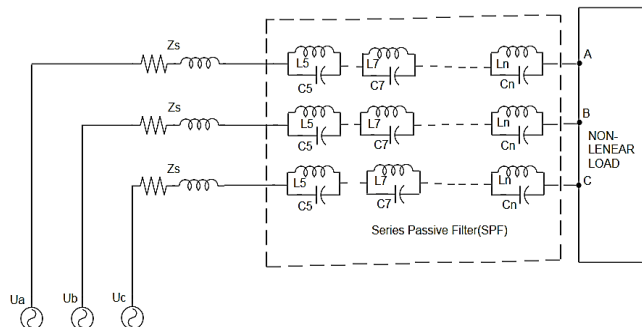 Zs
L5
C5
L7
C7
Ln
Cn
A
Zs
L5
C5
L7
C7
Ln
Cn
B
NON-
LENEAR
LOAD
Zs
L5
C5
L7
C7
Ln
Cn
C
Series Passive Filter(SPF)
Ua
Ub
Uc